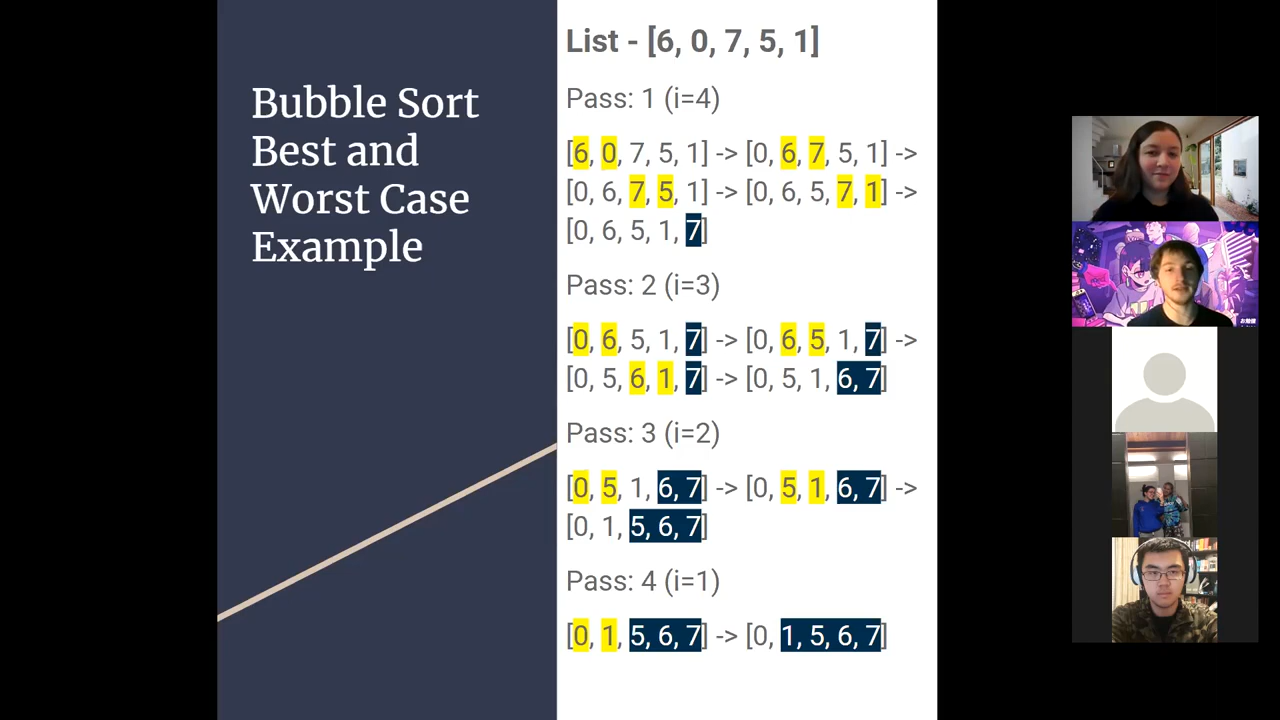 Bubble Sort
Best and
Worst Case
Example
List - [6, 0, 7, 5, 1]
Pass: 1 (i=4)
[6, 0, 7, 5, 1] -> [0, 6, 7, 5, 1] ->
[0, 6, 7, 5, 1] -> [0, 6, 5, 7, 1] ->
[0, 6, 5, 1, 7]
Pass: 2 (i=3)
[0, 6, 5, 1, 7] -> [0, 6, 5, 1, 7] ->
[0, 5, 6, 1, 7] -> [0, 5, 1, 6, 7]
Pass: 3 (i=2)
[0, 5, 1, 6, 7] -> [0, 5, 1, 6, 7] ->
[0, 1, 5, 6, 7]
Pass: 4 (i=1)
[0, 1, 5, 6, 7] -> [0, 1, 5, 6, 7]